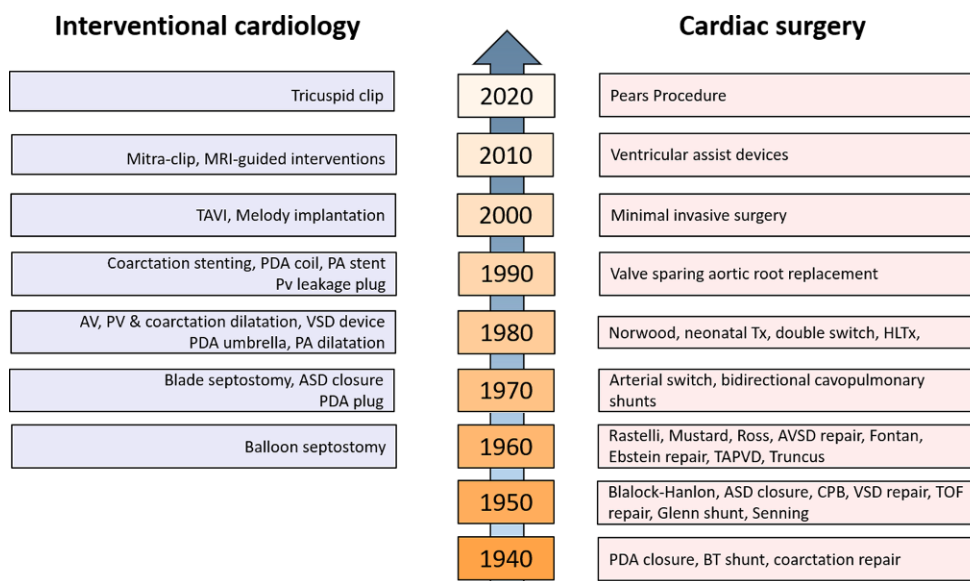 Interventional cardiology
Cardiac surgery
Tricuspid clip
2020
Pears Procedure
Mitra-clip, MRI-guided interventions
2010
Ventricular assist devices
TAVI, Melody implantation
2000
Minimal invasive surgery
Coarctation stenting, PDA coil, PA stent
Pv leakage plug
1990
Valve sparing aortic root replacement
AV, PV & coarctation dilatation, VSD device
PDA umbrella, PA dilatation
1980
Norwood, neonatal Tx, double switch, HLTx,
Blade septostomy, ASD closure
PDA plug
1970
Arterial switch, bidirectional cavopulmonary
shunts
Balloon septostomy
1960
Rastelli, Mustard, Ross, AVSD repair, Fontan,
Ebstein repair, TAPVD, Truncus
1950
Blalock-Hanlon, ASD closure, CPB, VSD repair, TOF
repair, Glenn shunt, Senning
1940
PDA closure, BT shunt, coarctation repair